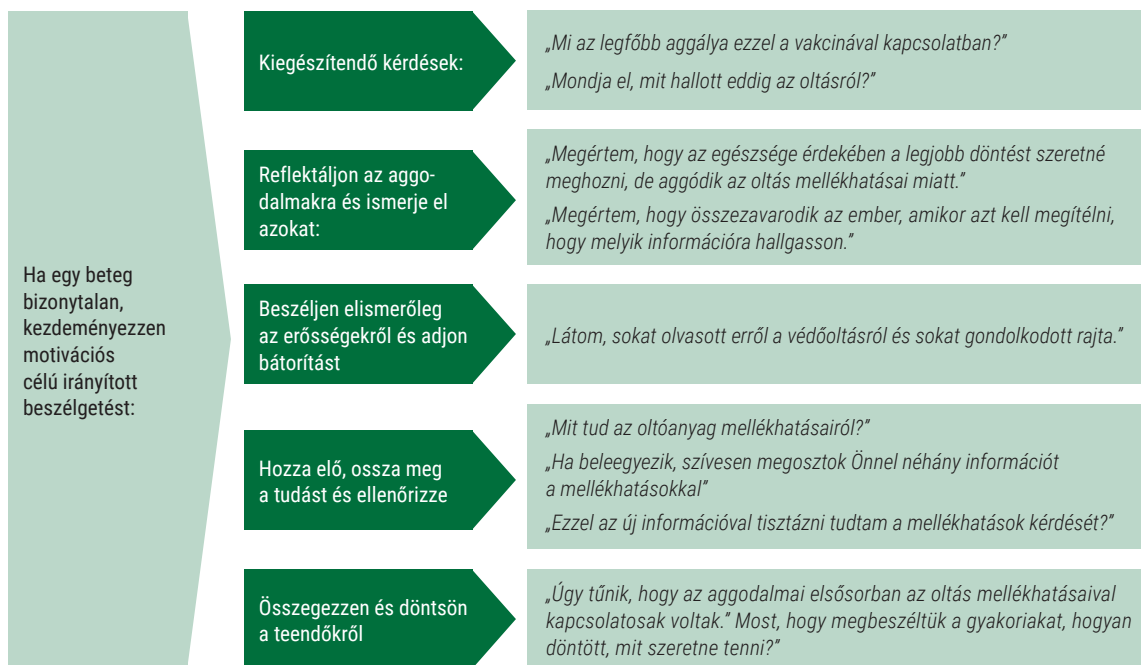 Ha egy beteg
bizonytalan,
kezdeményezzen
motivációs
célú irányított
beszélgetést:
Kiegészítendő kérdések:
„Mi az legfőbb aggálya ezzel a vakcinával kapcsolatban?”
„Mondja el, mit hallott eddig az oltásról?”
Reflektáljon az aggo-
dalmakra és ismerje el
azokat:
„Megértem, hogy az egészsége érdekében a legjobb döntést szeretné
meghozni, de aggódik az oltás mellékhatásai miatt.”
„Megértem, hogy összezavarodik az ember, amikor azt kell megítélni,
hogy melyik információra hallgasson.”
Beszéljen elismerőleg
az erősségekről és adjon
bátorítást
„Látom, sokat olvasott erről a védőoltásról és sokat gondolkodott rajta.”
Hozza elő, ossza meg
a tudást és ellenőrizze
„Mit tud az oltóanyag mellékhatásairól?”
„Ha beleegyezik, szívesen megosztok Önnel néhány információt
a mellékhatásokkal”
„Ezzel az új információval tisztázni tudtam a mellékhatások kérdését?”
Összegezzen és döntsön
a teendőkről
„Úgy tűnik, hogy az aggodalmai elsősorban az oltás mellékhatásaival
kapcsolatosak voltak.” Most, hogy megbeszéltük a gyakoriakat, hogyan
döntött, mit szeretne tenni?”